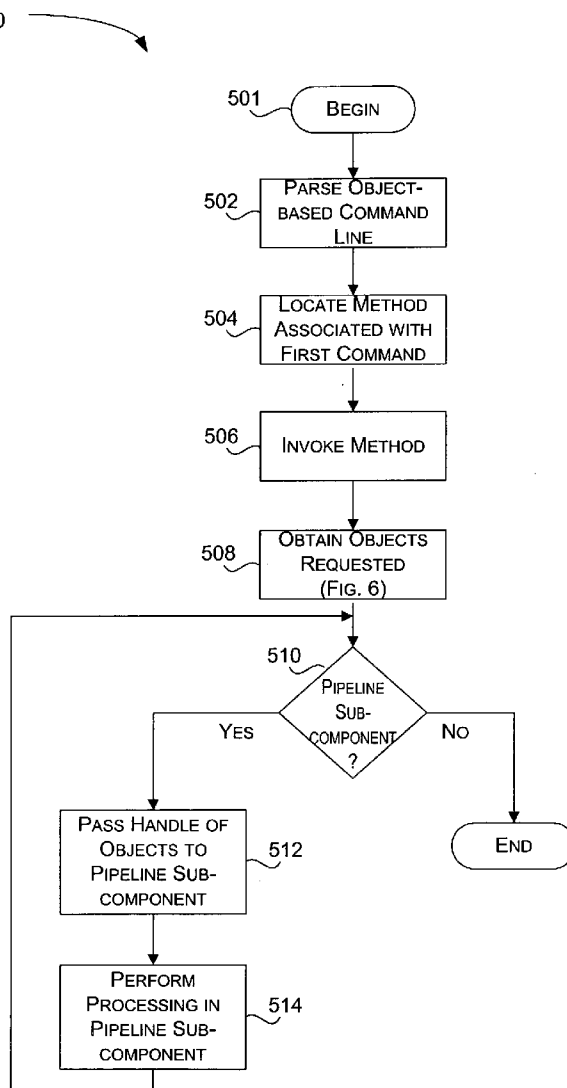 0
501
BEGIN
502
PARSE OBJECT-
BASED COMMAND
LINE
504
LOCATE METHOD
ASSOCIATED WITH
FIRST COMMAND
506
INVOKE METHOD
508
OBTAIN OBJECTS
REQUESTED
(FIG. 6)
510
PIPELINE
SUB-
COMPONENT
?
YES
NO
PASS HANDLE OF
OBJECTS TO
PIPELINE SUB-
COMPONENT
512
END
PERFORM
PROCESSING IN
PIPELINE SUB-
COMPONENT
514